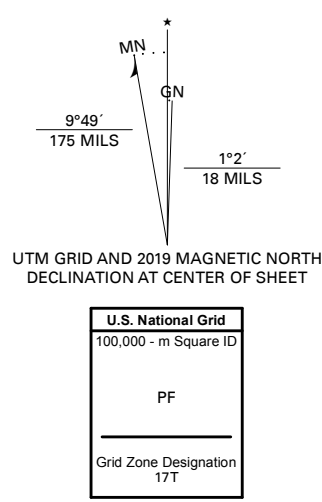 ★
MN
GN
9°49´
175 MILS
1°2´
18 MILS
UTM GRID AND 2019 MAGNETIC NORTH
DECLINATION AT CENTER OF SHEET
U.S. National Grid
100,000 - m Square ID
PF
Grid Zone Designation
17T